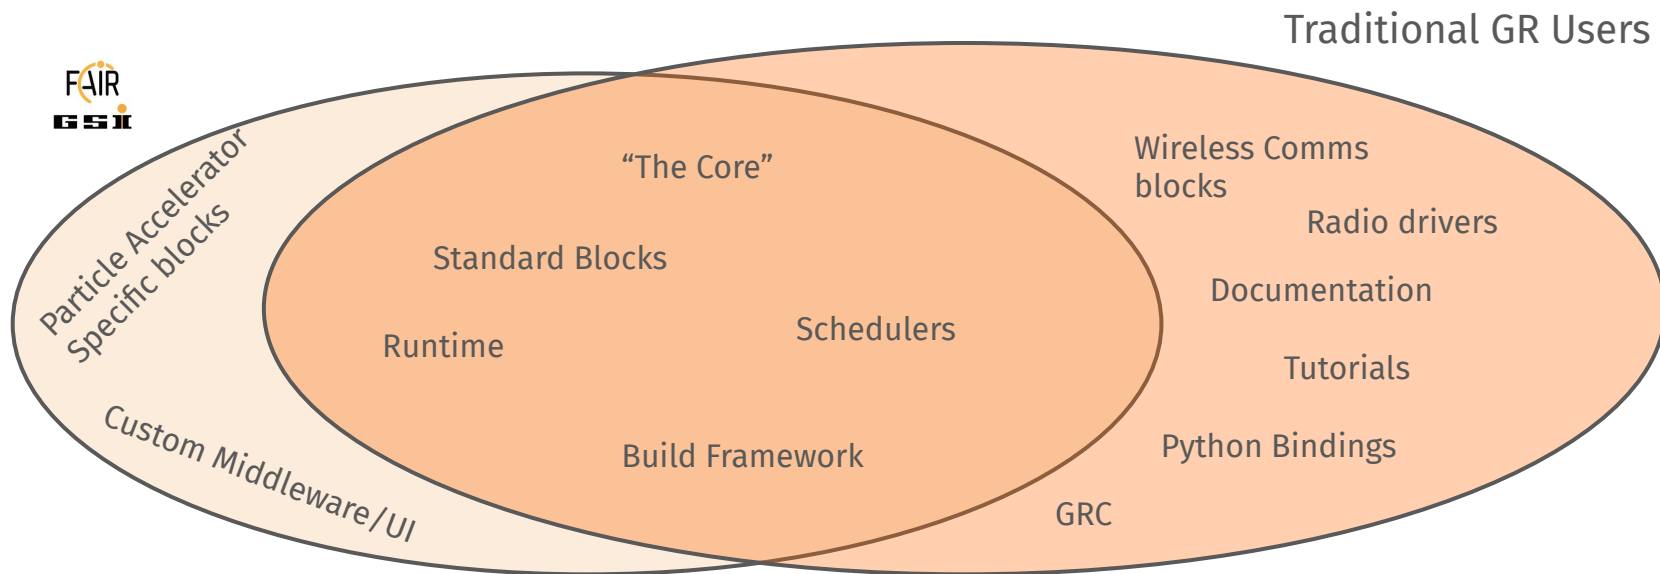 Traditional GR Users
FAIR
GSI
Particle Accelerator
Specific blocks
Custom Middleware/UI
“The Core”
Standard Blocks
Runtime
Schedulers
Build Framework
Wireless Comms
blocks
Radio drivers
Documentation
Tutorials
Python Bindings
GRC